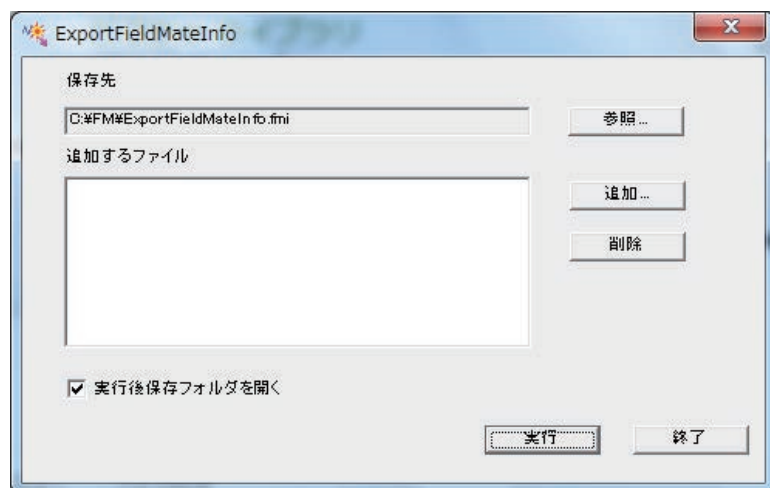 ExportFieldMateInfo
保存先
C:¥FM¥ExportFieldMateInfo.fmi
参照...
追加するファイル
追加...
削除
実行後保存フォルダを開く
実行
終了